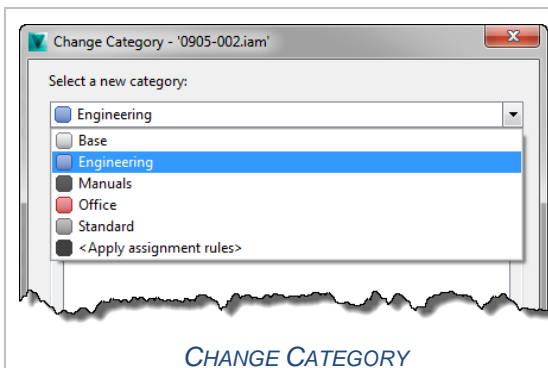 Change Category - '0905-002.iam'
Select a new category:
Engineering
Base
Engineering
Manuals
Office
Standard
<Apply assignment rules>
CHANGE CATEGORY